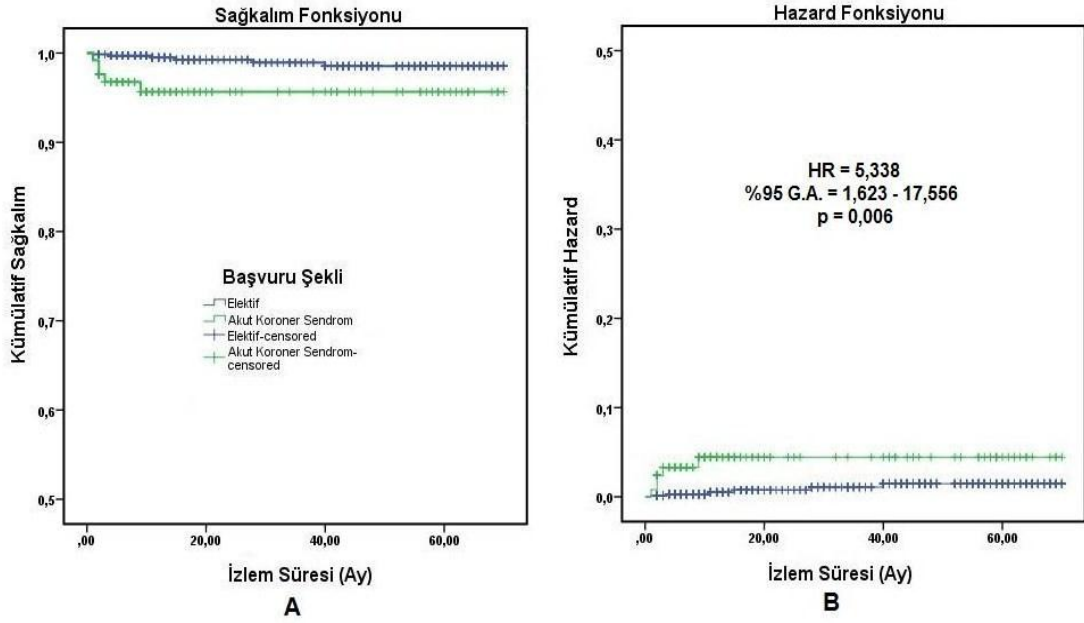 Sağkalım Fonksiyonu
Kümülatif Sağkalım
1,0
0,9
0,8
0,7
0,6
0,5
Başvuru Şekli
Elektif
Akut Koroner Sendrom
Elektif-censored
Akut Koroner Sendrom-
censored
,00 20,00 40,00 60,00
İzlem Süresi (Ay)
A
Hazard Fonksiyonu
Kümülatif Hazard
0,5
0,4
0,3
0,2
0,1
0,0
HR = 5,338
%95 G.A. = 1,623 - 17,556
p = 0,006
,00 20,00 40,00 60,00
İzlem Süresi (Ay)
B